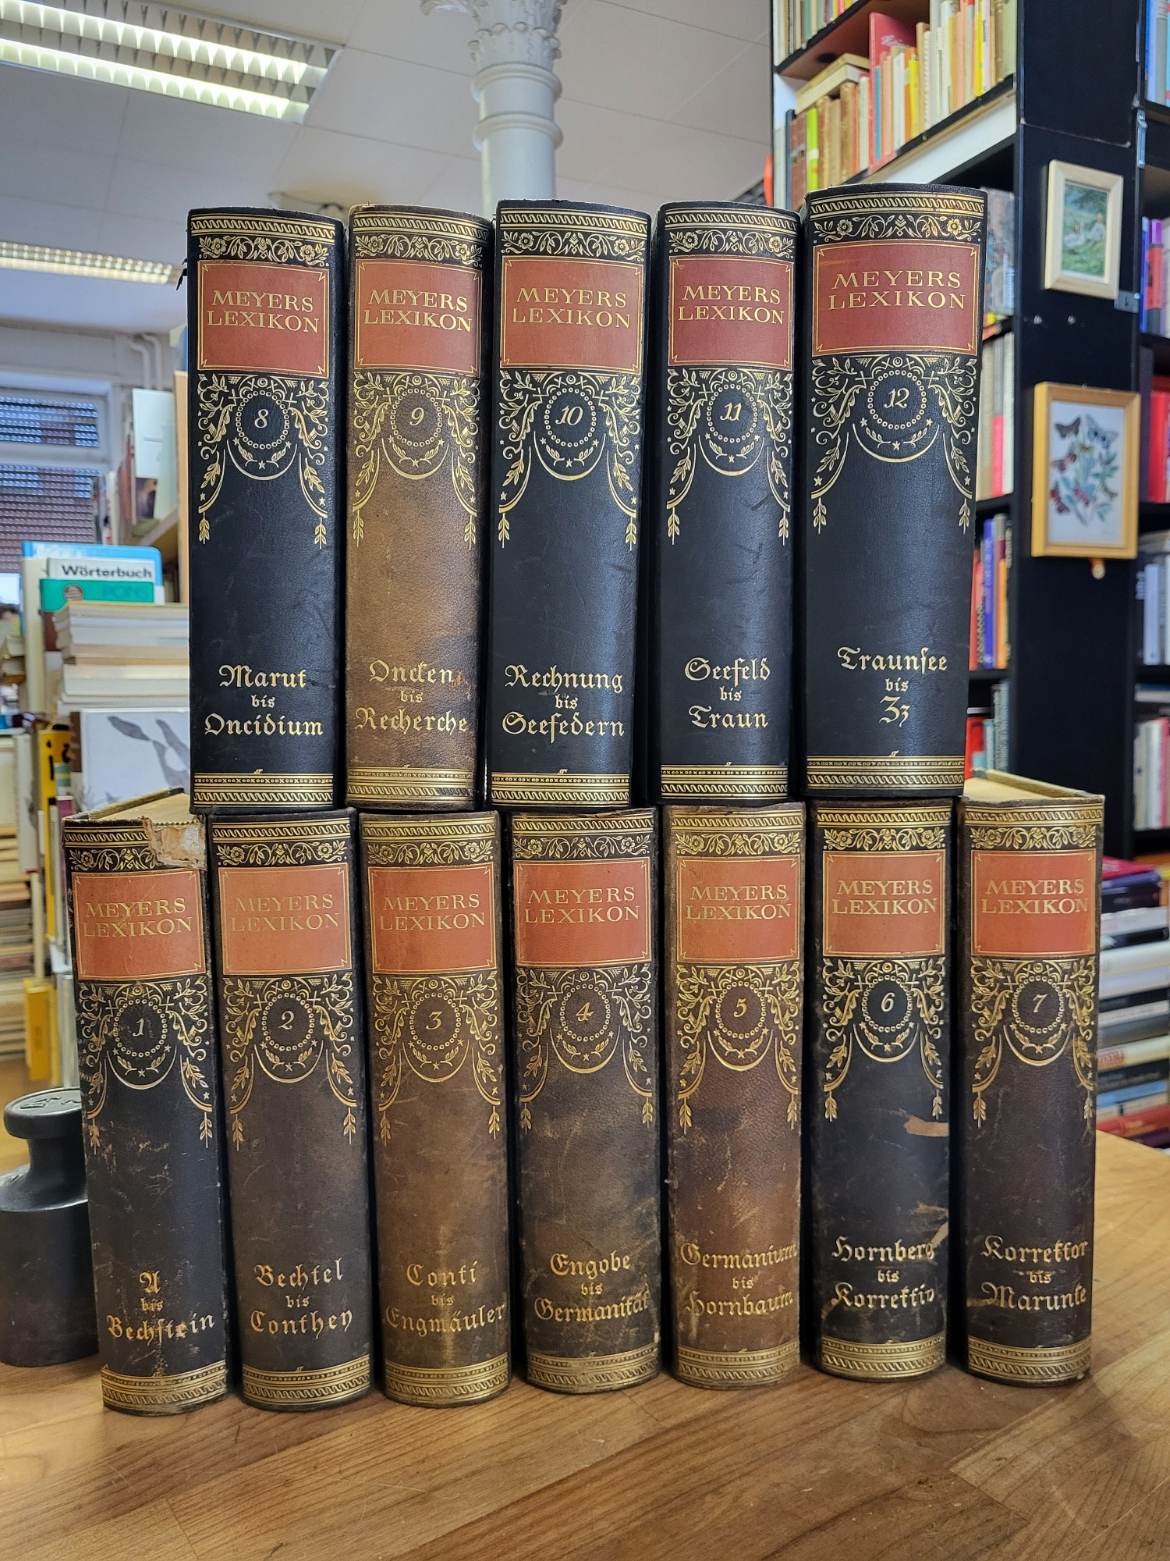 MEYERS
LEXIKON
8
Marut
bis
Oncidium
MEYERS
LEXIKON
9
Oncken
bis
Recherche
MEYERS
LEXIKON
10
Rechnung
bis
Seefedern
MEYERS
LEXIKON
11
Seefeld
bis
Traun
MEYERS
LEXIKON
12
Traunsee
bis
Zz
Wörterbuch
PONS
MEYERS
LEXIKON
1
A
bis
Bechstein
MEYERS
LEXIKON
2
Bechtel
bis
Conthey
MEYERS
LEXIKON
3
Conti
bis
Engmäuler
MEYERS
LEXIKON
4
Engobe
bis
Germanität
MEYERS
LEXIKON
5
Germanium
bis
Hornbaum
MEYERS
LEXIKON
6
Hornberg
bis
Korrektiv
MEYERS
LEXIKON
7
Korrektor
bis
Marunke